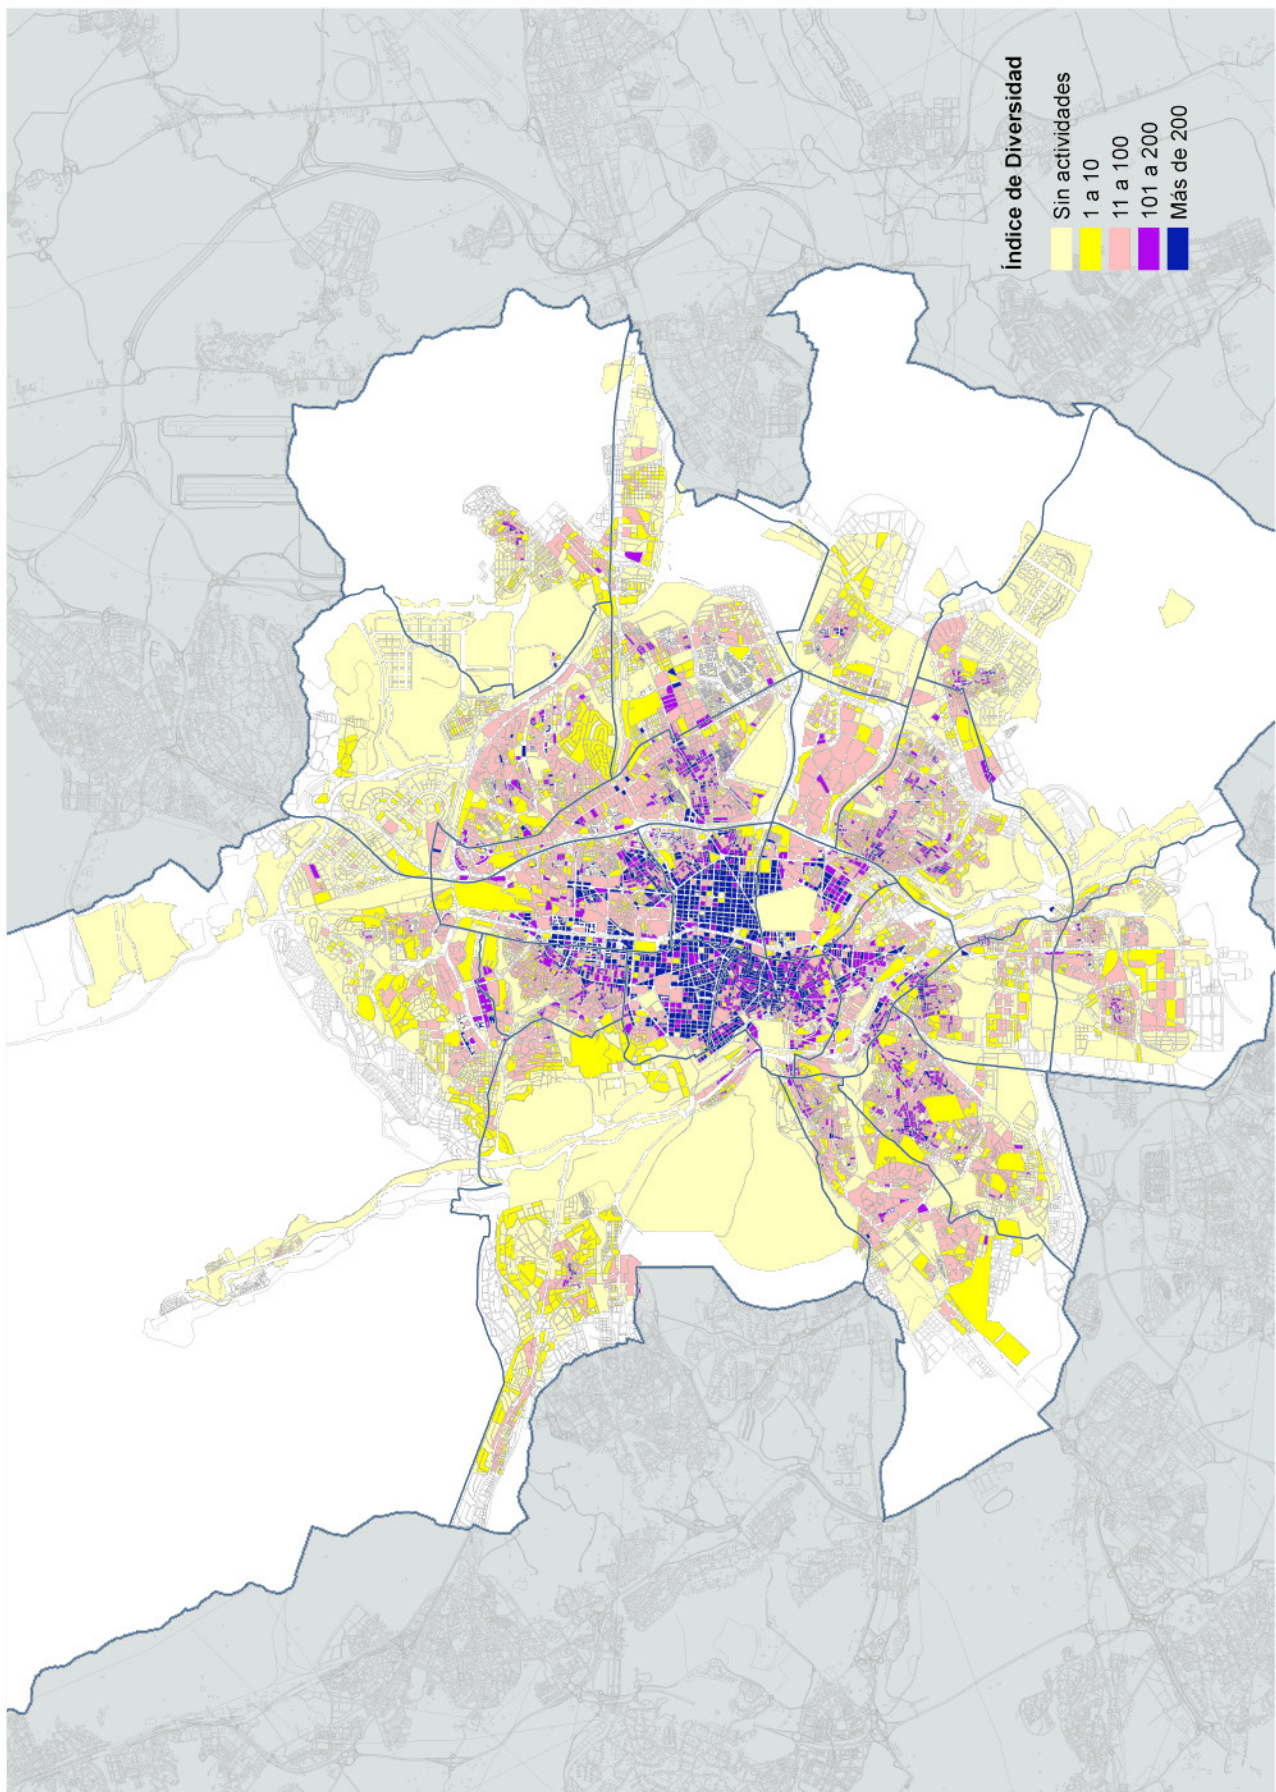 Índice de Diversidad
Sin actividades
1 a 10
11 a 100
101 a 200
Más de 200